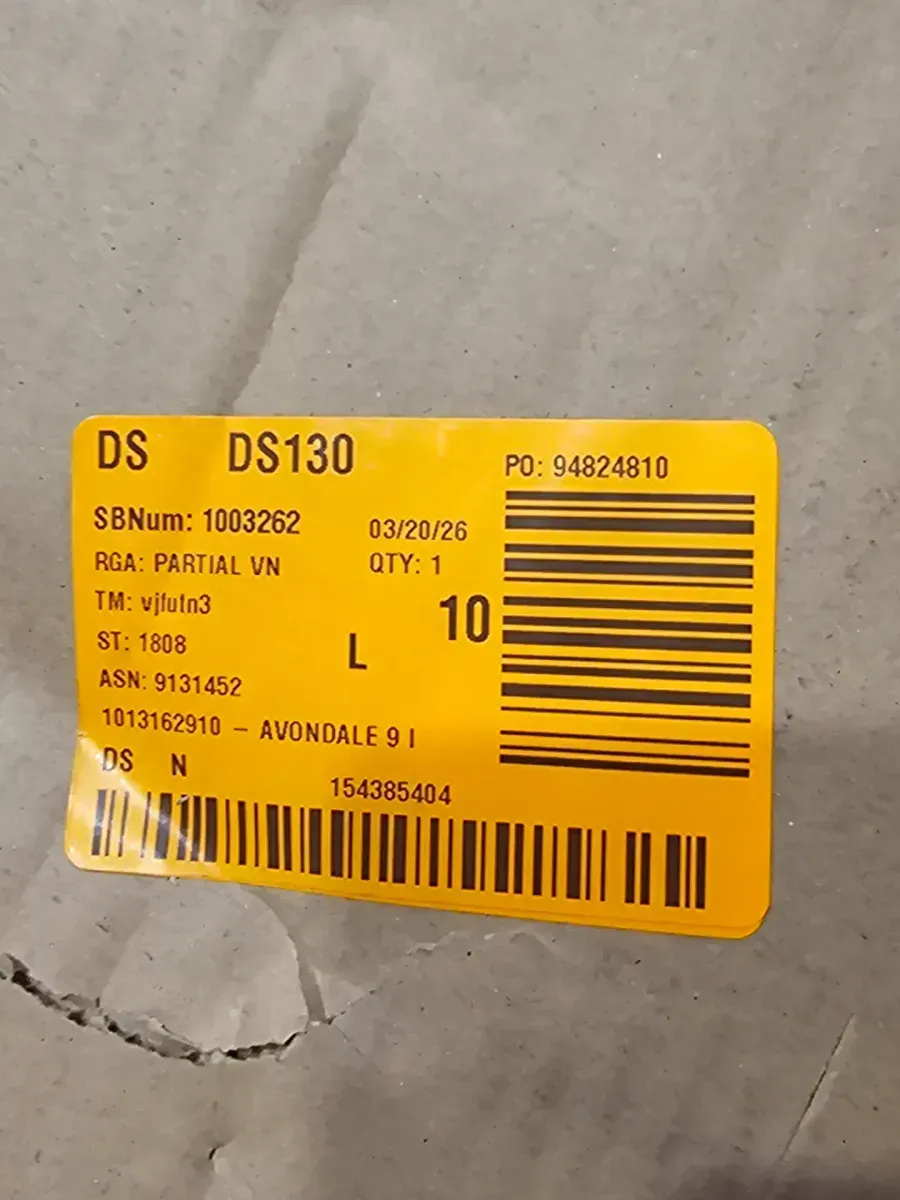 DS DS130
PO: 94824810
SBNum: 1003262 03/20/26
RGA: PARTIAL VN QTY: 1
TM: vjfutn3 10
ST: 1808 L
ASN: 9131452
1013162910 – AVONDALE 9 I
DS N 154385404